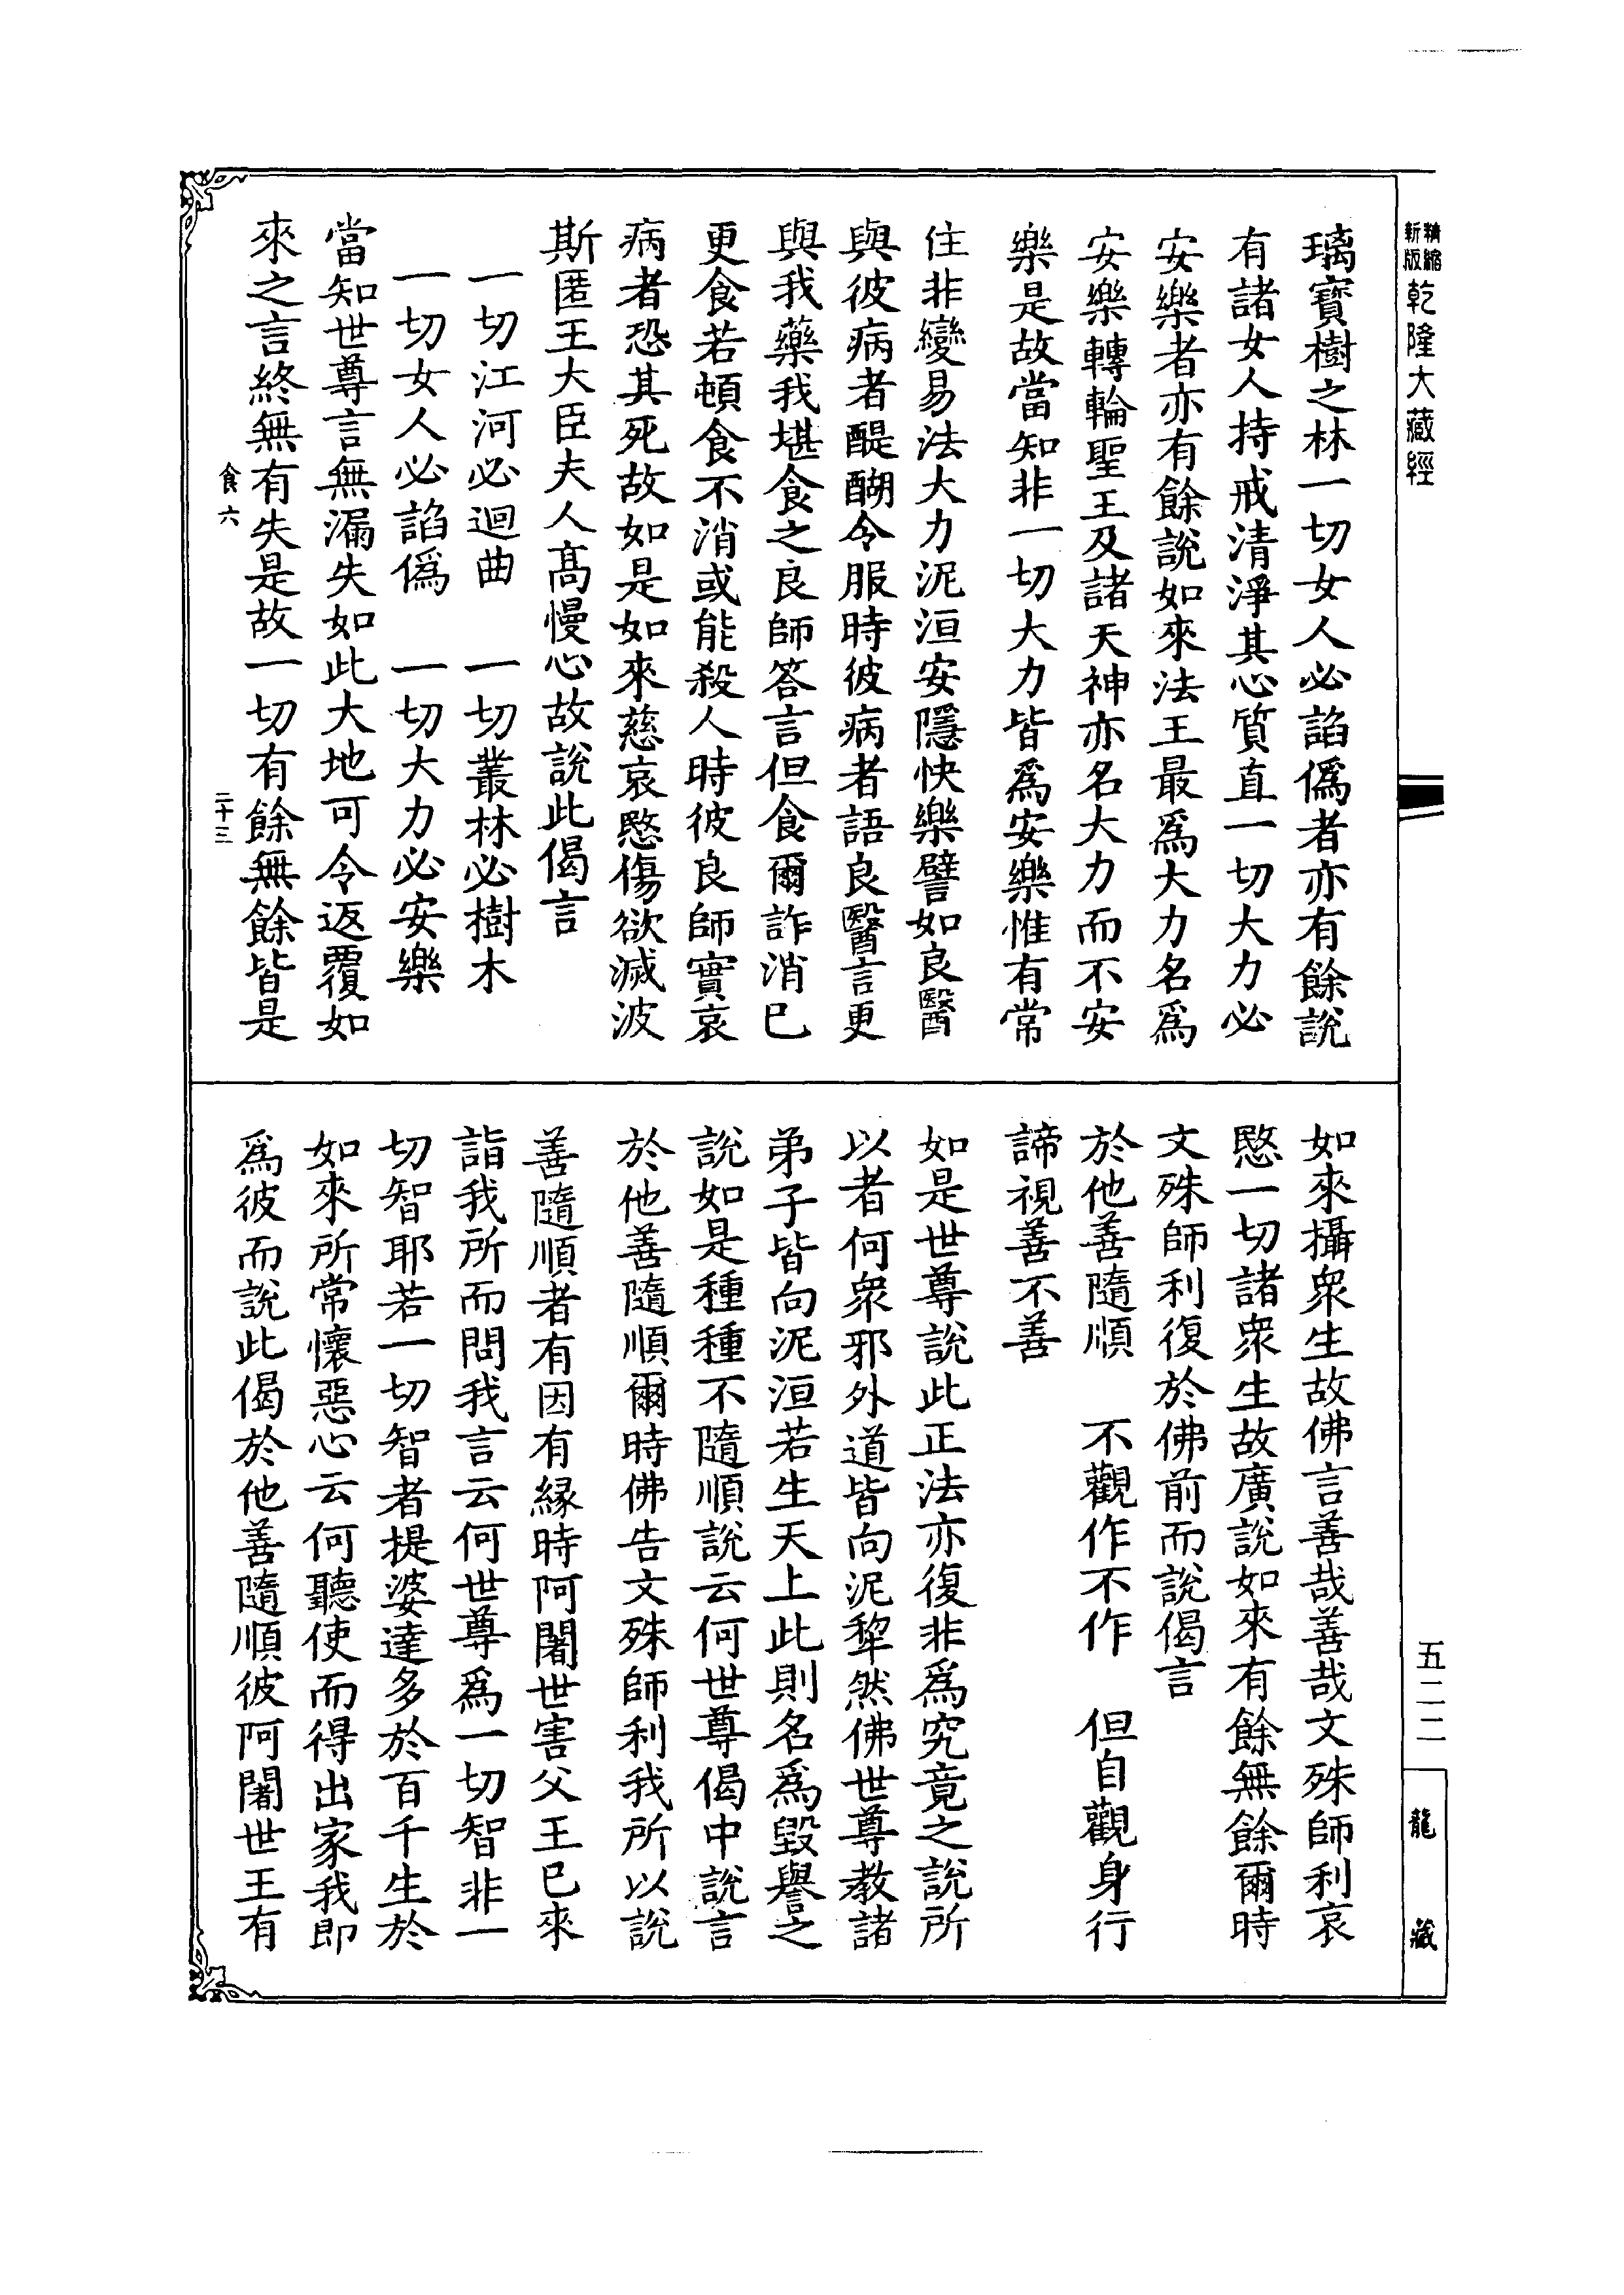 精縮新版乾隆大藏經
璃寶樹之林一切女人必諂僞者亦有餘說
有諸女人持戒清淨其心質直一切大力必
安樂者亦有餘說如來法王最爲大力名爲
安樂轉輪聖王及諸天神亦名大力而不安
樂是故當知非一切大力皆爲安樂惟有常
住非變易法大力泥洹安隱快樂譬如良醫
與彼病者醍醐令服時彼病者語良醫言更
與我藥我堪食之良師答言但食爾詐消已
更食若頓食不消或能殺人時彼良師實哀
病者恐其死故如是如來慈哀愍傷欲滅波
斯匿王大臣夫人高慢心故說此偈言
一切江河必迴曲　一切叢林必樹木
一切女人必諂僞　一切大力必安樂
當知世尊言無漏失如此大地可令返覆如
來之言終無有失是故一切有餘無餘皆是
食六　二十三
如來攝衆生故佛言善哉善哉文殊師利哀
愍一切諸衆生故廣說如來有餘無餘爾時
文殊師利復於佛前而說偈言
於他善隨順　不觀作不作　但自觀身行
諦視善不善
如是世尊說此正法亦復非爲究竟之說所
以者何衆邪外道皆向泥犂然佛世尊教諸
弟子皆向泥洹若生天上此則名爲毀譽之
說如是種種不隨順說云何世尊偈中說言
於他善隨順爾時佛告文殊師利我所以說
善隨順者有因有緣時阿闍世害父王已來
詣我所而問我言云何世尊爲一切智非一
切智耶若一切智者提婆達多於百千生於
如來所常懷惡心云何聽使而得出家我即
爲彼而說此偈於他善隨順彼阿闍世王有
五二二
龍藏